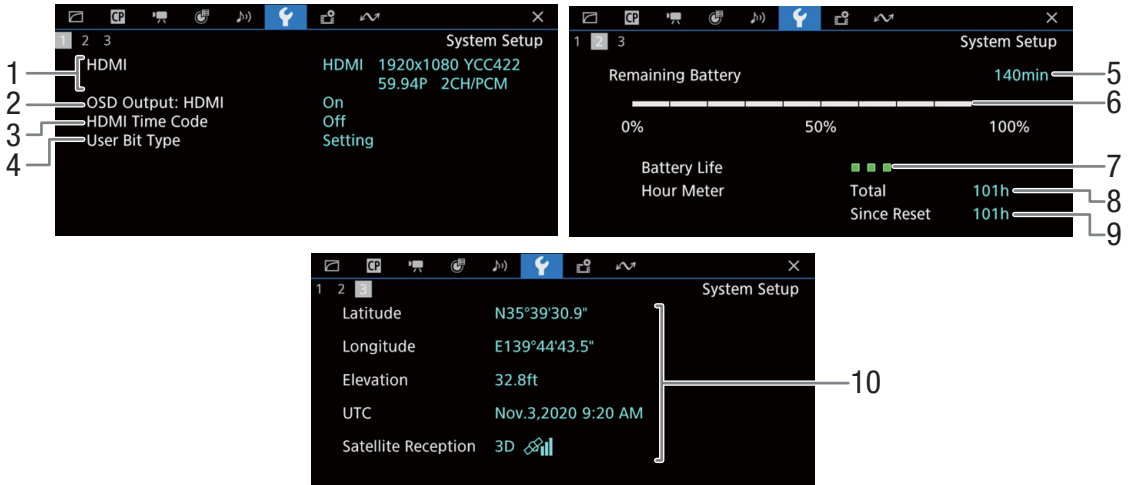 CP
×
1 2 3
System Setup
HDMI
HDMI 1920x1080 YCC422
59.94P 2CH/PCM
OSD Output: HDMI On
HDMI Time Code Off
User Bit Type Setting
1
2
3
4
CP
×
1 2 3
System Setup
Remaining Battery 140min
0% 50% 100%
Battery Life
Hour Meter Total 101h
Since Reset 101h
5
6
7
8
9
CP
×
1 2 3
System Setup
Latitude N35°39'30.9"
Longitude E139°44'43.5"
Elevation 32.8ft
UTC Nov.3,2020 9:20 AM
Satellite Reception 3D
10